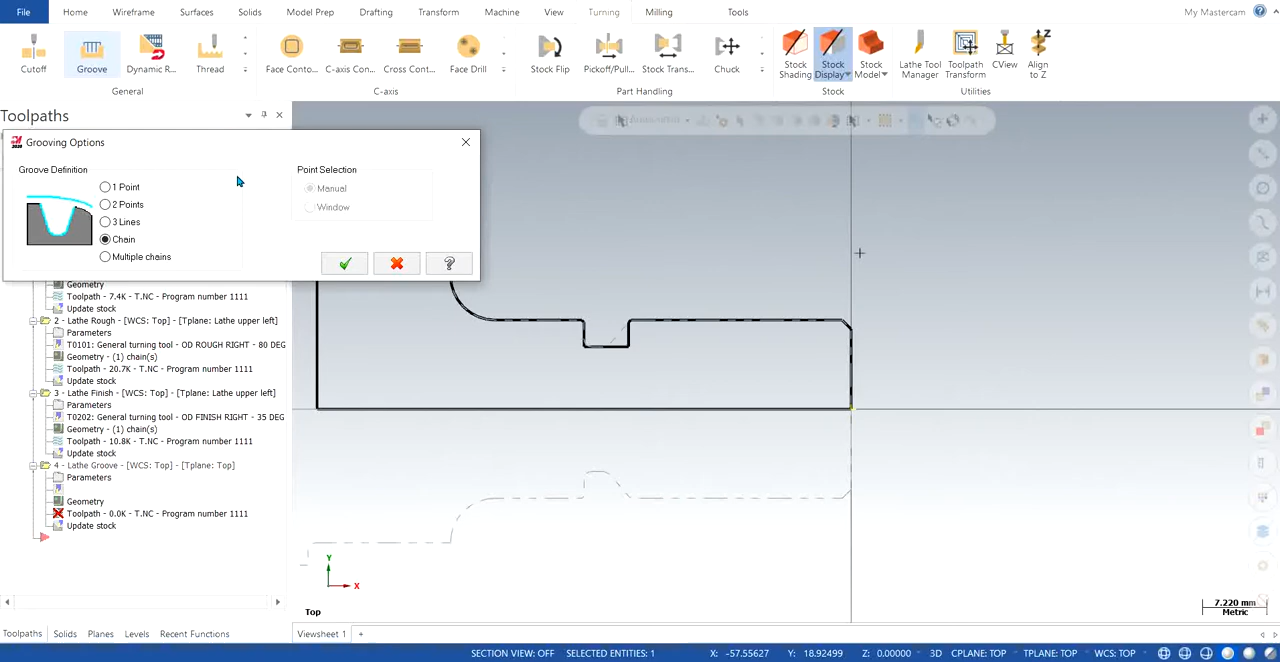 File Home Wireframe Surfaces Solids Model Prep Drafting Transform Machine View Turning Milling Tools My Mastercam
Cutoff Groove Dynamic R... Thread Face Conto... C-axis Con... Cross Cont... Face Drill Stock Flip Pickoff/Pull... Stock Trans... Chuck Stock Shading Stock Display Stock Model Lathe Tool Manager Toolpath Transform CView Align to Z
General C-axis Part Handling Stock Utilities
Toolpaths
Grooving Options
Groove Definition
1 Point
2 Points
3 Lines
Chain
Multiple chains
Point Selection
Manual
Window
Geometry
Toolpath - 7.4K - T.NC - Program number 1111
Update stock
2 - Lathe Rough - [WCS: Top] - [Tplane: Lathe upper left]
Parameters
T0101: General turning tool - OD ROUGH RIGHT - 80 DEG
Geometry - (1) chain(s)
Toolpath - 20.7K - T.NC - Program number 1111
Update stock
3 - Lathe Finish - [WCS: Top] - [Tplane: Lathe upper left]
Parameters
T0202: General turning tool - OD FINISH RIGHT - 35 DEG
Geometry - (1) chain(s)
Toolpath - 10.8K - T.NC - Program number 1111
Update stock
4 - Lathe Groove - [WCS: Top] - [Tplane: Top]
Parameters
Geometry
Toolpath - 0.0K - T.NC - Program number 1111
Update stock
Y
X
Top
7.220 mm
Metric
Toolpaths Solids Planes Levels Recent Functions Viewsheet 1 +
SECTION VIEW: OFF SELECTED ENTITIES: 1 X: -57.55627 Y: 18.92499 Z: 0.00000 3D CPLANE: TOP TPLANE: TOP WCS: TOP